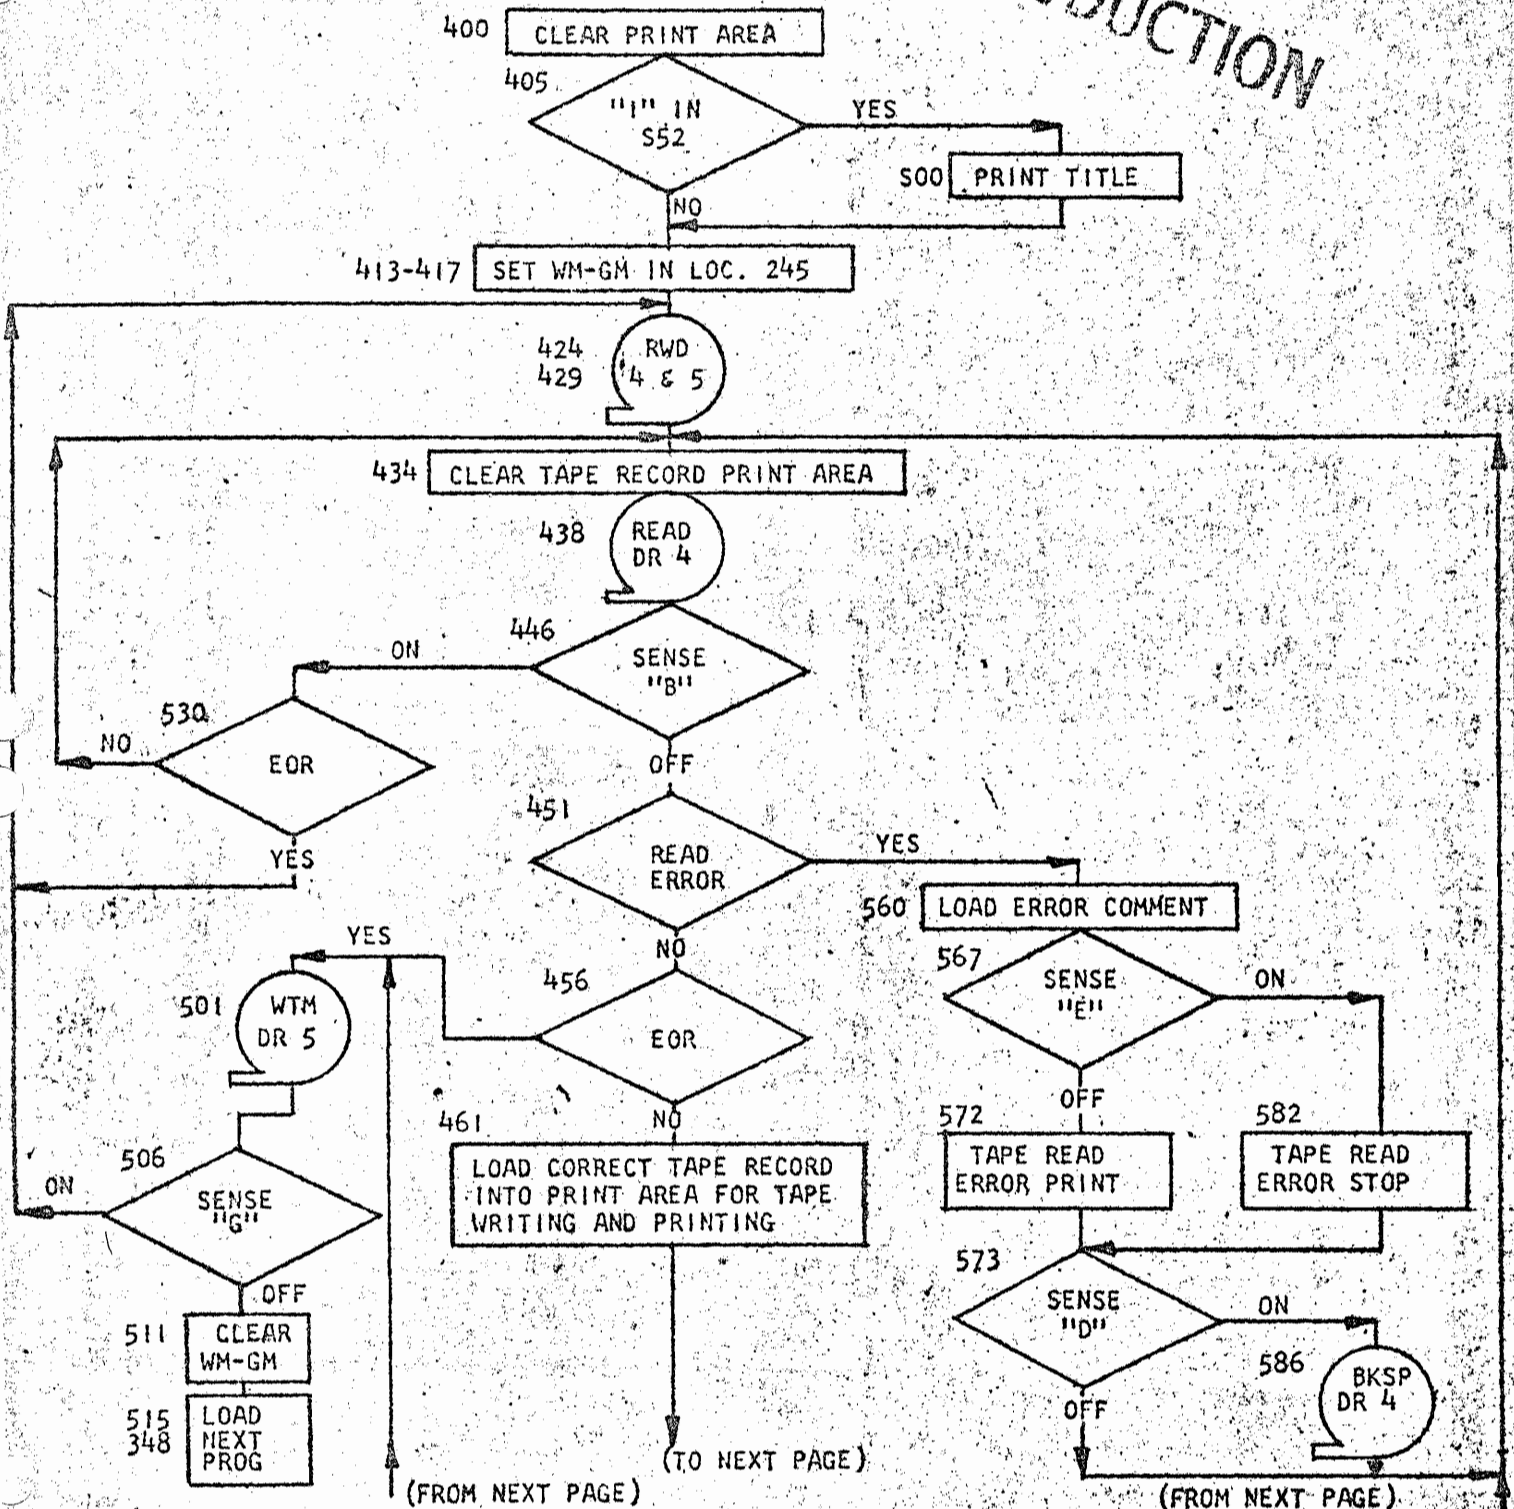 DUCTION
400 CLEAR PRINT AREA
405
"1" IN
S52
YES
S00 PRINT TITLE
NO
413-417 SET WM-GM IN LOC. 245
424
429
RWD
4 & 5
434 CLEAR TAPE RECORD PRINT AREA
438
READ
DR 4
446
SENSE
"B"
ON
OFF
530
EOR
NO
YES
451
READ
ERROR
YES
NO
560 LOAD ERROR COMMENT
567
SENSE
"E"
ON
OFF
YES
456
EOR
NO
501
WTM
DR 5
506
SENSE
"G"
ON
OFF
461
LOAD CORRECT TAPE RECORD
INTO PRINT AREA FOR TAPE
WRITING AND PRINTING
572
TAPE READ
ERROR PRINT
582
TAPE READ
ERROR STOP
573
SENSE
"D"
ON
OFF
586
BKSP
DR 4
511
CLEAR
WM-GM
515
348
LOAD
NEXT
PROG
(TO NEXT PAGE)
(FROM NEXT PAGE)
(FROM NEXT PAGE)